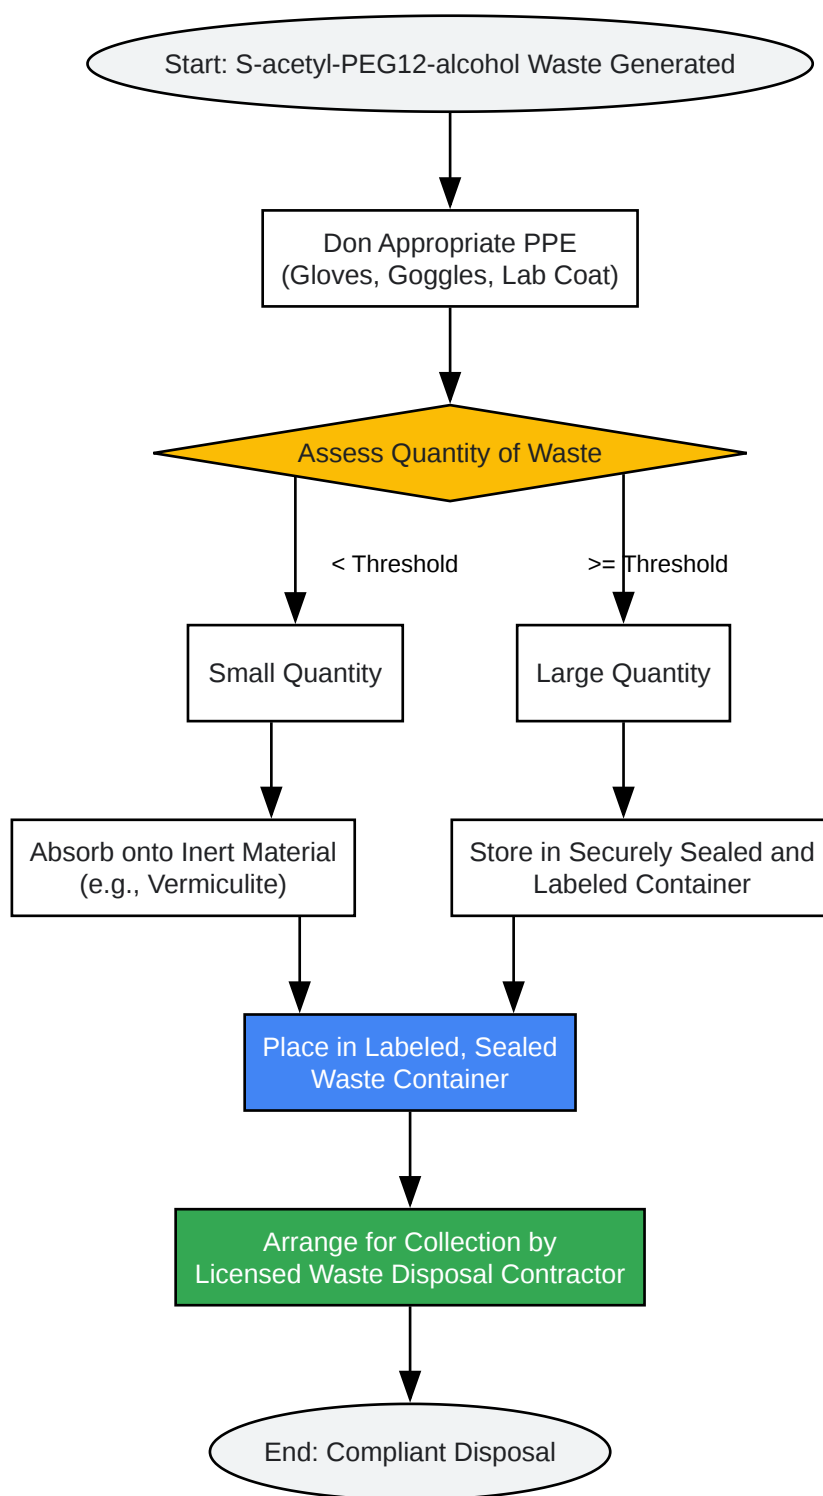 Start: S-acetyl-PEG12-alcohol Waste Generated
Don Appropriate PPE
(Gloves, Goggles, Lab Coat)
Assess Quantity of Waste
< Threshold
>= Threshold
Small Quantity
Large Quantity
Absorb onto Inert Material
(e.g., Vermiculite)
Store in Securely Sealed and
Labeled Container
Place in Labeled, Sealed
Waste Container
Arrange for Collection by
Licensed Waste Disposal Contractor
End: Compliant Disposal